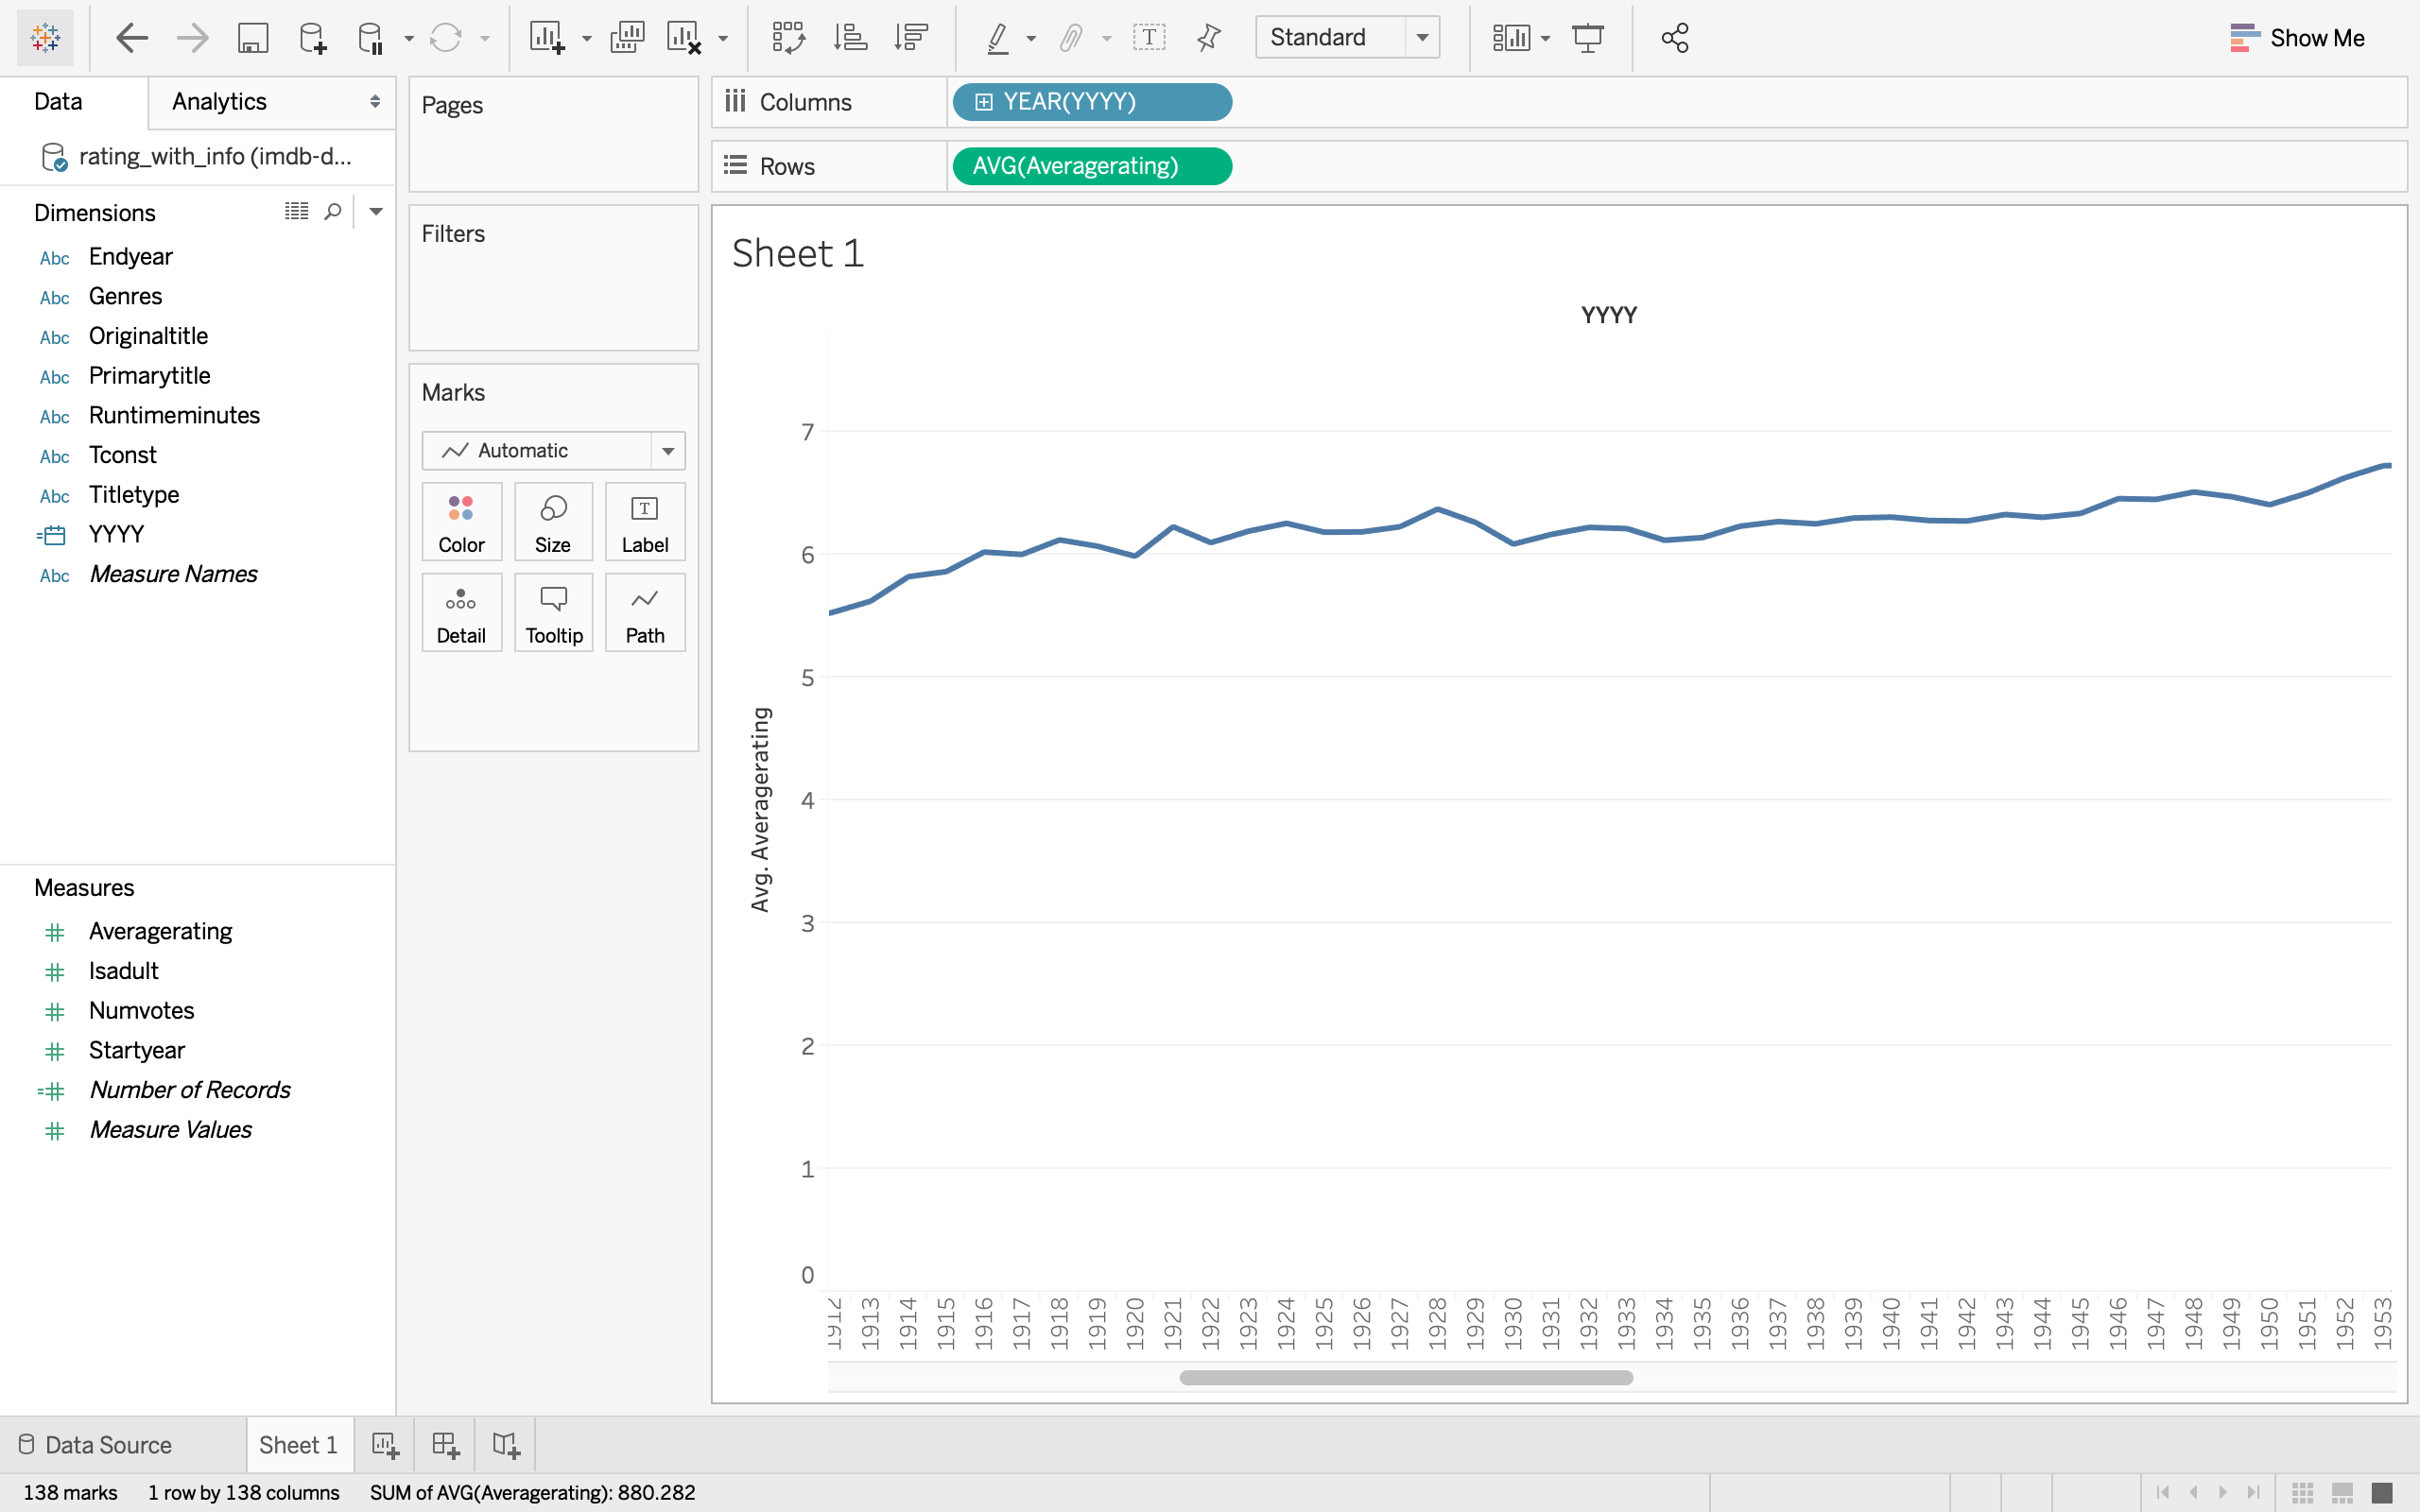 Show Me
Standard
Data
Analytics
rating_with_info (imdb-d...
Dimensions
Abc Endyear
Abc Genres
Abc Originaltitle
Abc Primarytitle
Abc Runtimeminutes
Abc Tconst
Abc Titletype
YYYY
Abc Measure Names
Measures
Averagerating
Isadult
Numvotes
Startyear
Number of Records
Measure Values
Pages
Filters
Marks
Automatic
Color Size Label
Detail Tooltip Path
Columns YEAR(YYYY)
Rows AVG(Averagerating)
Sheet 1
YYYY
Avg. Averagerating
7
6
5
4
3
2
1
0
1912 1913 1914 1915 1916 1917 1918 1919 1920 1921 1922 1923 1924 1925 1926 1927 1928 1929 1930 1931 1932 1933 1934 1935 1936 1937 1938 1939 1940 1941 1942 1943 1944 1945 1946 1947 1948 1949 1950 1951 1952 1953
Data Source Sheet 1
138 marks 1 row by 138 columns SUM of AVG(Averagerating): 880.282